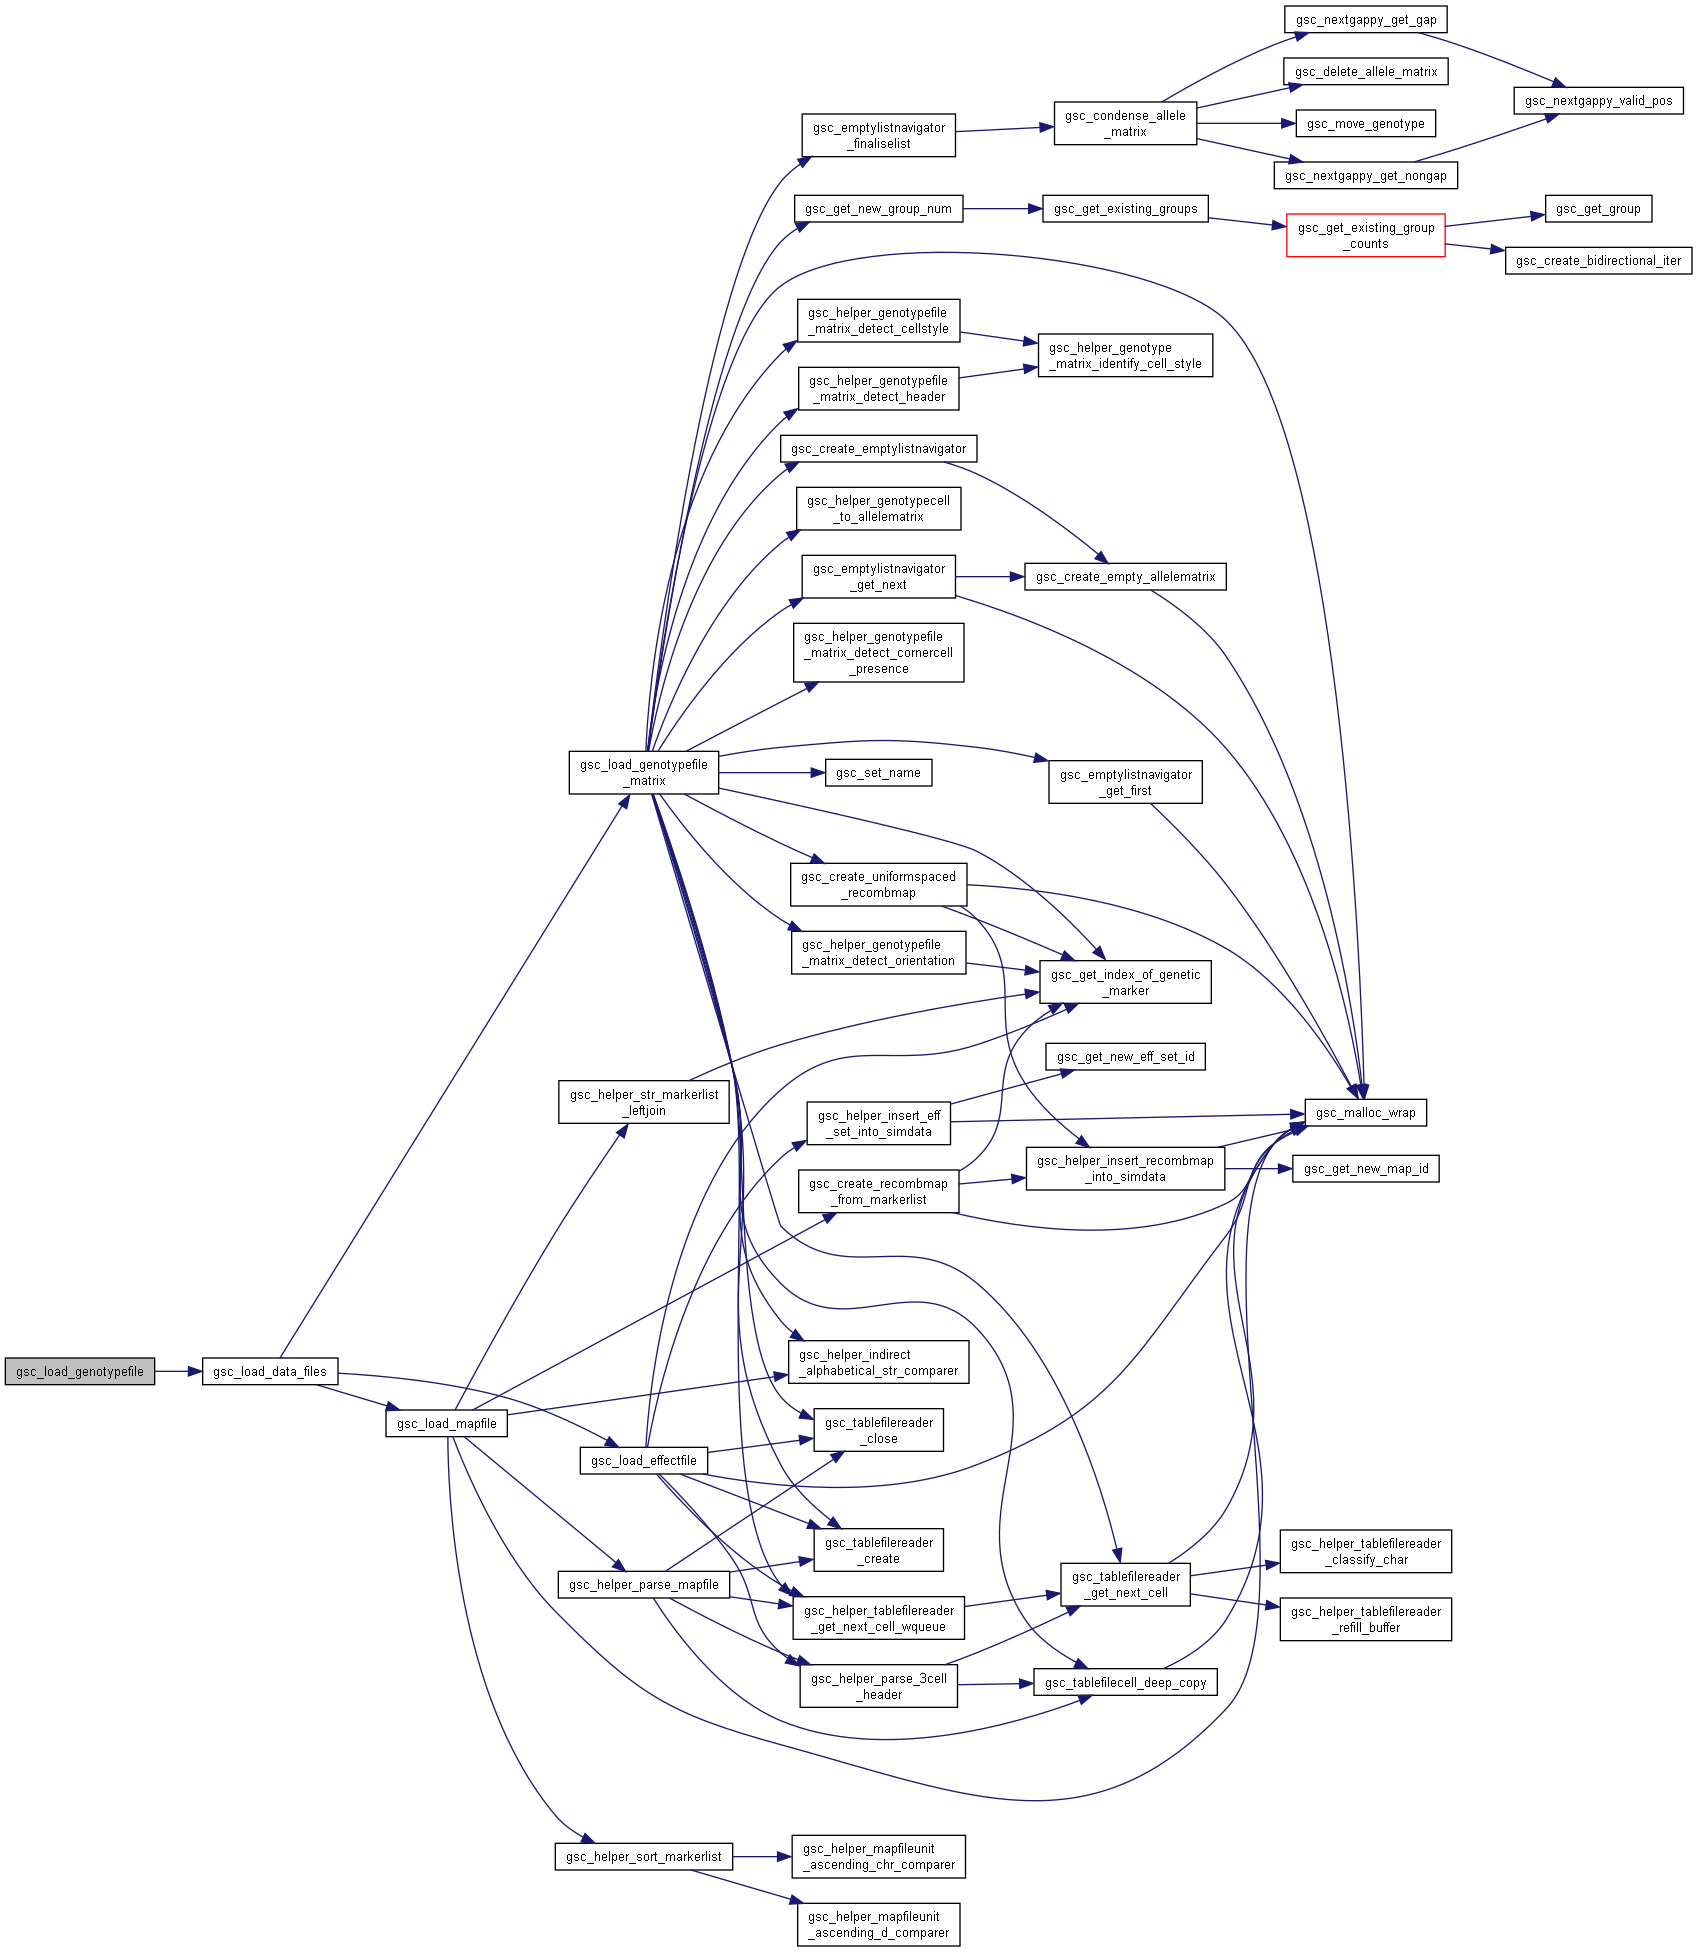 gsc_nextgappy_get_gap
gsc_delete_allele_matrix
gsc_nextgappy_valid_pos
gsc_condense_allele
_matrix
gsc_move_genotype
gsc_emptylistnavigator
_finaliselist
gsc_nextgappy_get_nongap
gsc_get_new_group_num
gsc_get_existing_groups
gsc_get_existing_group
_counts
gsc_get_group
gsc_create_bidirectional_iter
gsc_helper_genotypefile
_matrix_detect_cellstyle
gsc_helper_genotype
_matrix_identify_cell_style
gsc_helper_genotypefile
_matrix_detect_header
gsc_create_emptylistnavigator
gsc_helper_genotypecell
_to_allelematrix
gsc_emptylistnavigator
_get_next
gsc_create_empty_allelematrix
gsc_helper_genotypefile
_matrix_detect_cornercell
_presence
gsc_load_genotypefile
_matrix
gsc_set_name
gsc_emptylistnavigator
_get_first
gsc_create_uniformspaced
_recombmap
gsc_helper_genotypefile
_matrix_detect_orientation
gsc_get_index_of_genetic
_marker
gsc_get_new_eff_set_id
gsc_helper_str_markerlist
_leftjoin
gsc_helper_insert_eff
_set_into_simdata
gsc_malloc_wrap
gsc_helper_insert_recombmap
_into_simdata
gsc_get_new_map_id
gsc_create_recombmap
_from_markerlist
gsc_load_genotypefile
gsc_load_data_files
gsc_helper_indirect
_alphabetical_str_comparer
gsc_load_mapfile
gsc_tablefilereader
_close
gsc_load_effectfile
gsc_tablefilereader
_create
gsc_helper_tablefilereader
_classify_char
gsc_helper_parse_mapfile
gsc_tablefilereader
_get_next_cell
gsc_helper_tablefilereader
_get_next_cell_wqueue
gsc_helper_tablefilereader
_refill_buffer
gsc_helper_parse_3cell
_header
gsc_tablefilecell_deep_copy
gsc_helper_sort_markerlist
gsc_helper_mapfileunit
_ascending_chr_comparer
gsc_helper_mapfileunit
_ascending_d_comparer